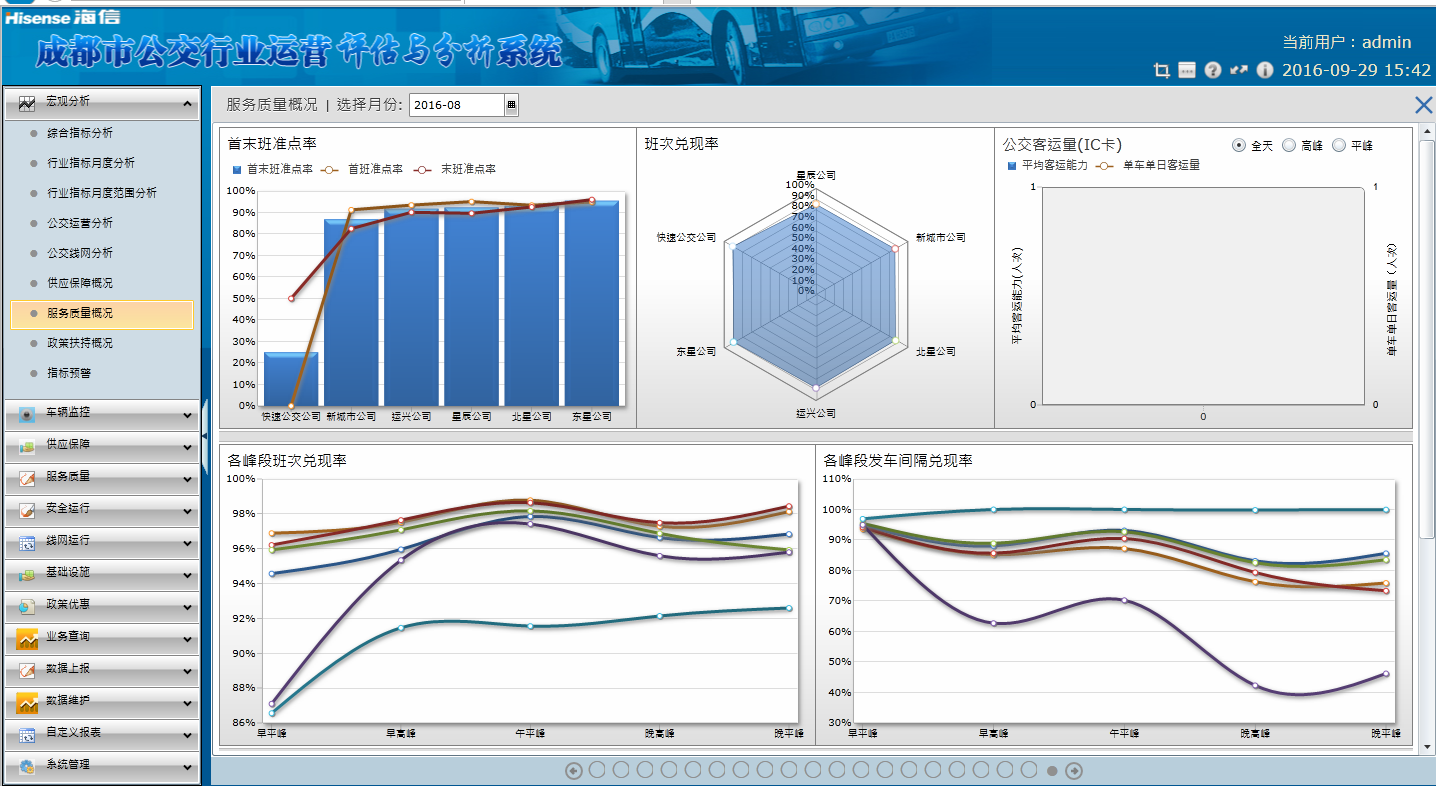 Hisense 海信
成都市公交行业运营评估与分析系统
当前用户：admin
2016-09-29 15:42
宏观分析
综合指标分析
行业指标月度分析
行业指标月度范围分析
公交运营分析
公交线网分析
供应保障概况
服务质量概况
政策扶持概况
指标预警
车辆监控
供应保障
服务质量
安全运行
线网运行
基础设施
政策优惠
业务查询
数据上报
数据维护
自定义报表
系统管理
服务质量概况 | 选择月份: 2016-08
首末班准点率
首末班准点率 首班准点率 末班准点率
100%
90%
80%
70%
60%
50%
40%
30%
20%
10%
0%
快速公交公司 新城市公司 运兴公司 星辰公司 北星公司 东星公司
班次兑现率
星辰公司
100%
90%
80%
70%
60%
50%
40%
30%
20%
10%
0%
快速公交公司
新城市公司
东星公司
北星公司
运兴公司
公交客运量(IC卡)
全天 高峰 平峰
平均客运能力 单车单日客运量
1
1
平均客运能力(人次)
单车单日客运量（人次）
0
0
0
各峰段班次兑现率
100%
98%
96%
94%
92%
90%
88%
86%
早平峰 早高峰 午平峰 晚高峰 晚平峰
各峰段发车间隔兑现率
110%
100%
90%
80%
70%
60%
50%
40%
30%
早平峰 早高峰 午平峰 晚高峰 晚平峰